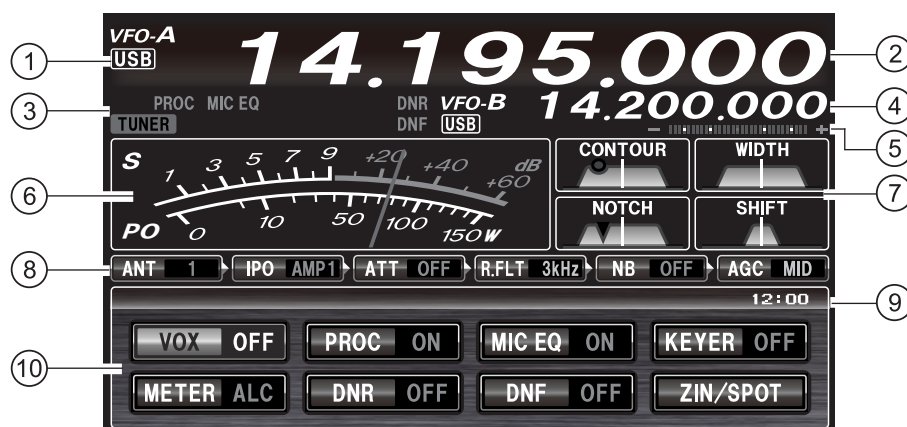 VFO-A
USB
14.195.000
PROC MIC EQ
TUNER
DNR
DNF
VFO-B
USB
14.200.000
− +
S
1 3 5 7 9 +20 +40 +60 dB
PO
0 10 50 100 150 W
CONTOUR
WIDTH
NOTCH
SHIFT
ANT 1
IPO AMP1
ATT OFF
R.FLT 3kHz
NB OFF
AGC MID
12:00
VOX OFF
PROC ON
MIC EQ ON
KEYER OFF
METER ALC
DNR OFF
DNF OFF
ZIN/SPOT
1
2
3
4
5
6
7
8
9
10